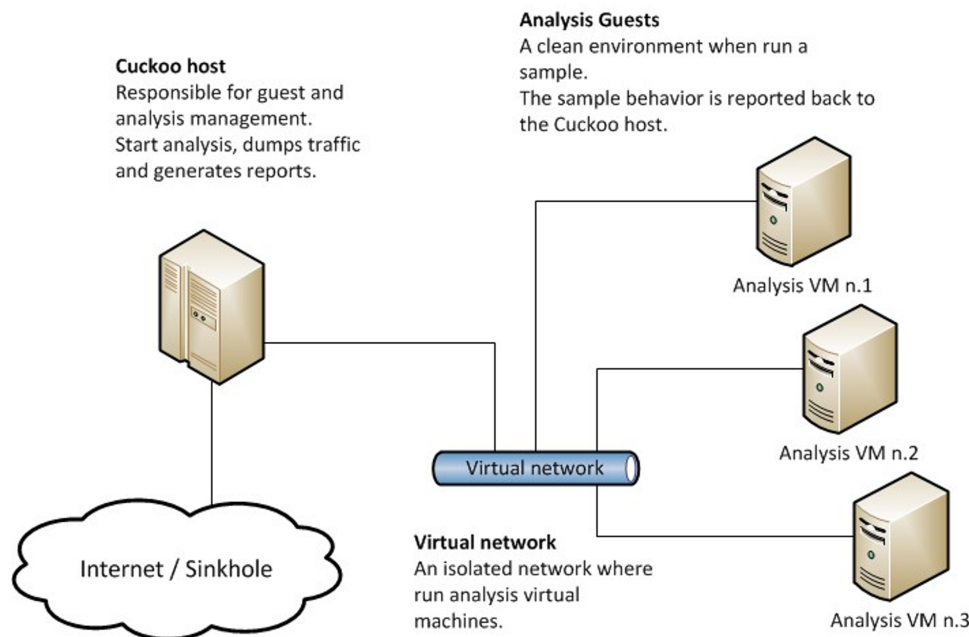 Analysis Guests
A clean environment when run a
sample.
The sample behavior is reported back to
the Cuckoo host.
Cuckoo host
Responsible for guest and
analysis management.
Start analysis, dumps traffic
and generates reports.
Analysis VM n.1
Analysis VM n.2
Virtual network
Virtual network
An isolated network where
run analysis virtual
machines.
Internet / Sinkhole
Analysis VM n.3